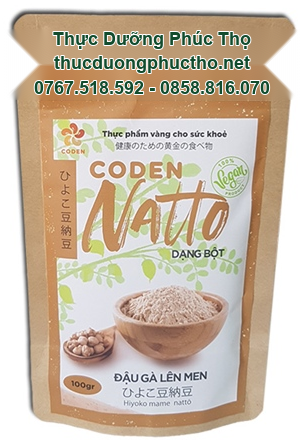 Thực Dưỡng Phúc Thọ
thucduongphuctho.net
0767.518.592 - 0858.816.070
CODEN
Thực phẩm vàng cho sức khoẻ
健康のための黄金の食べ物
CODEN
Natto
DẠNG BỘT
100%
Vegan
PRODUCT
ひよこ豆納豆
100gr
ĐẬU GÀ LÊN MEN
ひよこ豆納豆
Hiyoko mame nattō